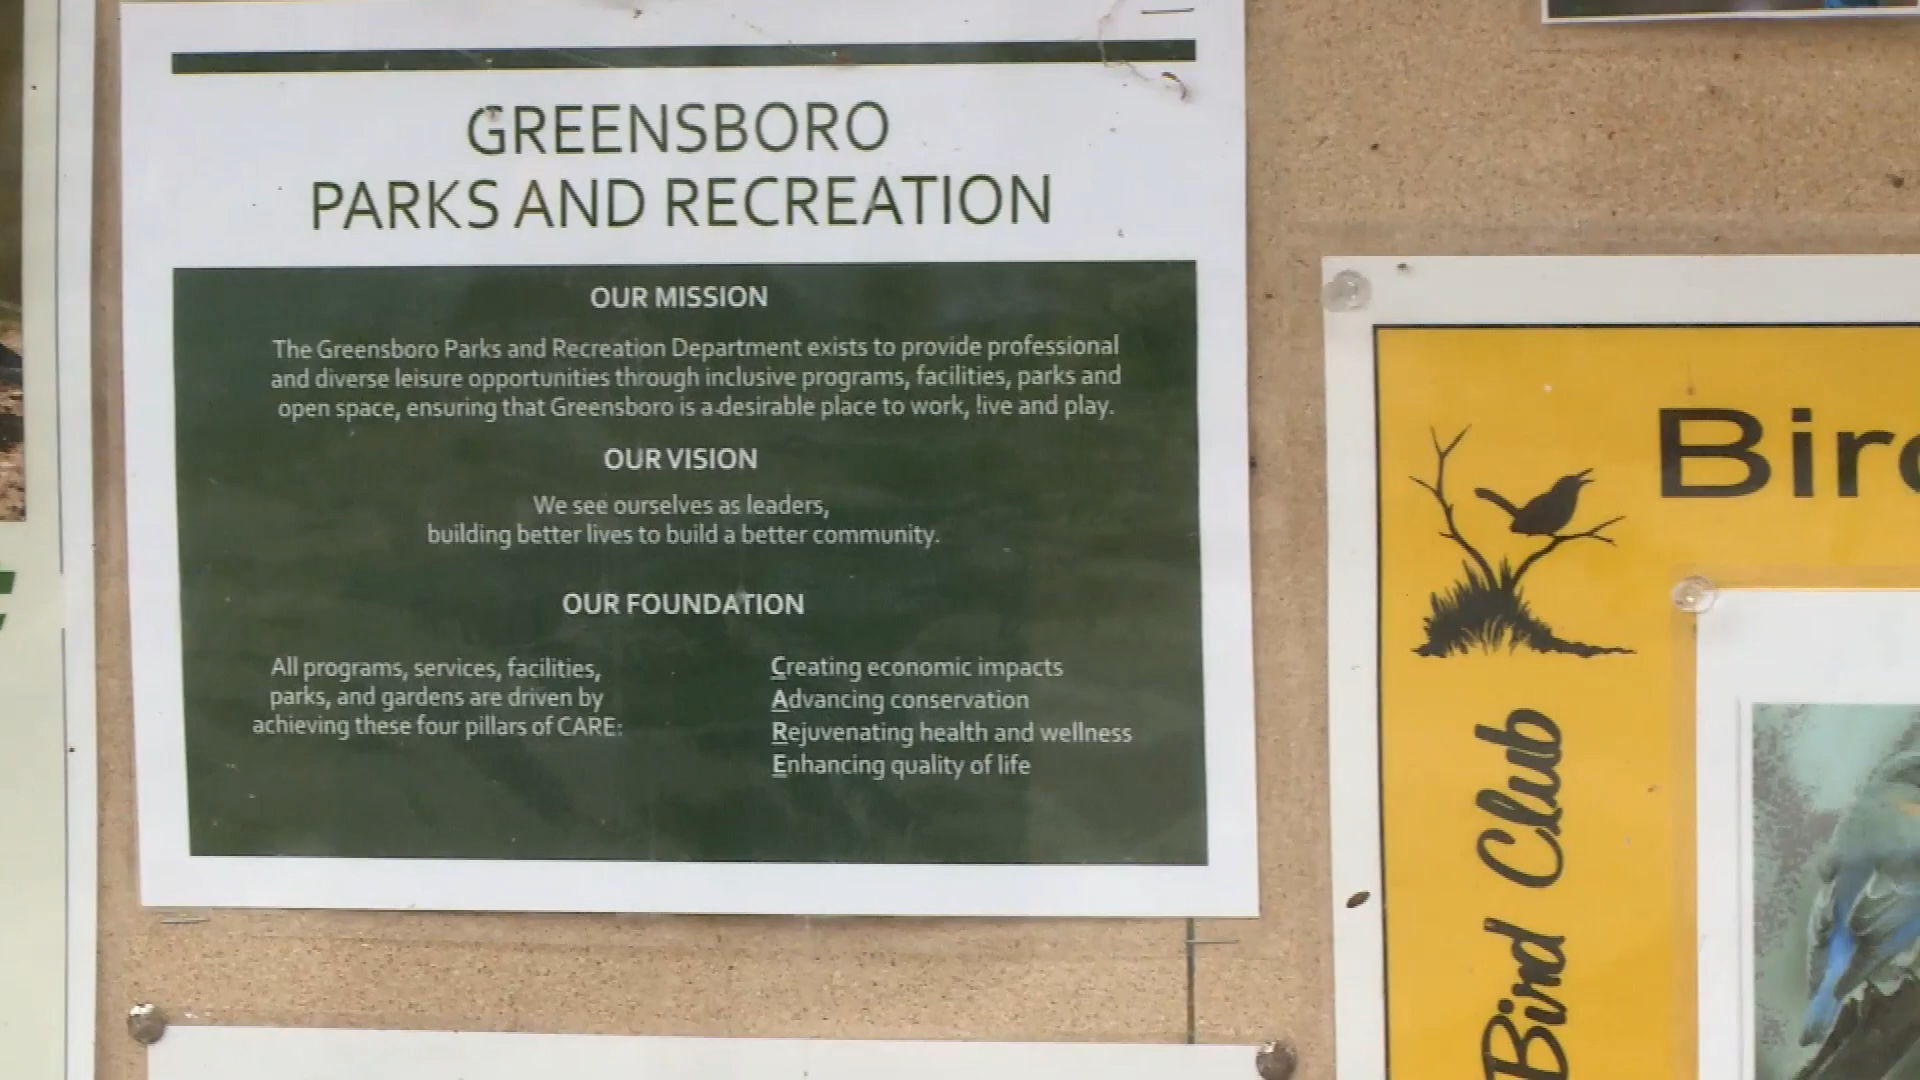 GREENSBORO
PARKS AND RECREATION
OUR MISSION
The Greensboro Parks and Recreation Department exists to provide professional
and diverse leisure opportunities through inclusive programs, facilities, parks and
open space, ensuring that Greensboro is a desirable place to work, live and play.
OUR VISION
We see ourselves as leaders,
building better lives to build a better community.
OUR FOUNDATION
All programs, services, facilities,
parks, and gardens are driven by
achieving these four pillars of CARE:
Creating economic impacts
Advancing conservation
Rejuvenating health and wellness
Enhancing quality of life
Bird Club